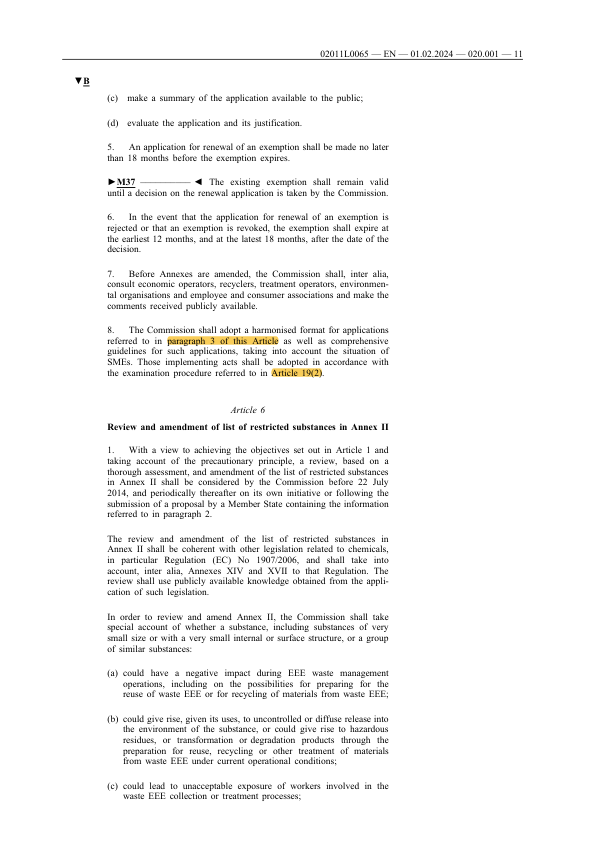 02011L0065 — EN — 01.02.2024 — 020.001 — 11
▼B
(c) make a summary of the application available to the public;
(d) evaluate the application and its justification.
5. An application for renewal of an exemption shall be made no later
than 18 months before the exemption expires.
►M37 ————— ◄ The existing exemption shall remain valid
until a decision on the renewal application is taken by the Commission.
6. In the event that the application for renewal of an exemption is
rejected or that an exemption is revoked, the exemption shall expire at
the earliest 12 months, and at the latest 18 months, after the date of the
decision.
7. Before Annexes are amended, the Commission shall, inter alia,
consult economic operators, recyclers, treatment operators, environmen-
tal organisations and employee and consumer associations and make the
comments received publicly available.
8. The Commission shall adopt a harmonised format for applications
referred to in paragraph 3 of this Article as well as comprehensive
guidelines for such applications, taking into account the situation of
SMEs. Those implementing acts shall be adopted in accordance with
the examination procedure referred to in Article 19(2).
Article 6
Review and amendment of list of restricted substances in Annex II
1. With a view to achieving the objectives set out in Article 1 and
taking account of the precautionary principle, a review, based on a
thorough assessment, and amendment of the list of restricted substances
in Annex II shall be considered by the Commission before 22 July
2014, and periodically thereafter on its own initiative or following the
submission of a proposal by a Member State containing the information
referred to in paragraph 2.
The review and amendment of the list of restricted substances in
Annex II shall be coherent with other legislation related to chemicals,
in particular Regulation (EC) No 1907/2006, and shall take into
account, inter alia, Annexes XIV and XVII to that Regulation. The
review shall use publicly available knowledge obtained from the appli-
cation of such legislation.
In order to review and amend Annex II, the Commission shall take
special account of whether a substance, including substances of very
small size or with a very small internal or surface structure, or a group
of similar substances:
(a) could have a negative impact during EEE waste management
operations, including on the possibilities for preparing for the
reuse of waste EEE or for recycling of materials from waste EEE;
(b) could give rise, given its uses, to uncontrolled or diffuse release into
the environment of the substance, or could give rise to hazardous
residues, or transformation or degradation products through the
preparation for reuse, recycling or other treatment of materials
from waste EEE under current operational conditions;
(c) could lead to unacceptable exposure of workers involved in the
waste EEE collection or treatment processes;